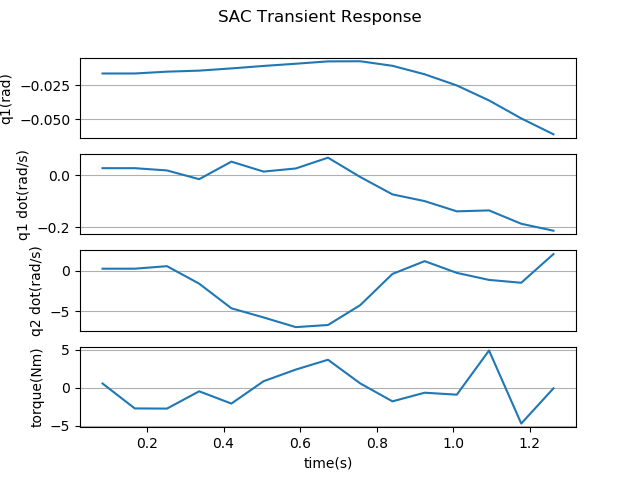 SAC Transient Response
q1(rad)
−0.025
−0.050
q1 dot(rad/s)
0.0
−0.2
q2 dot(rad/s)
0
−5
torque(Nm)
5
0
−5
0.2 0.4 0.6 0.8 1.0 1.2
time(s)